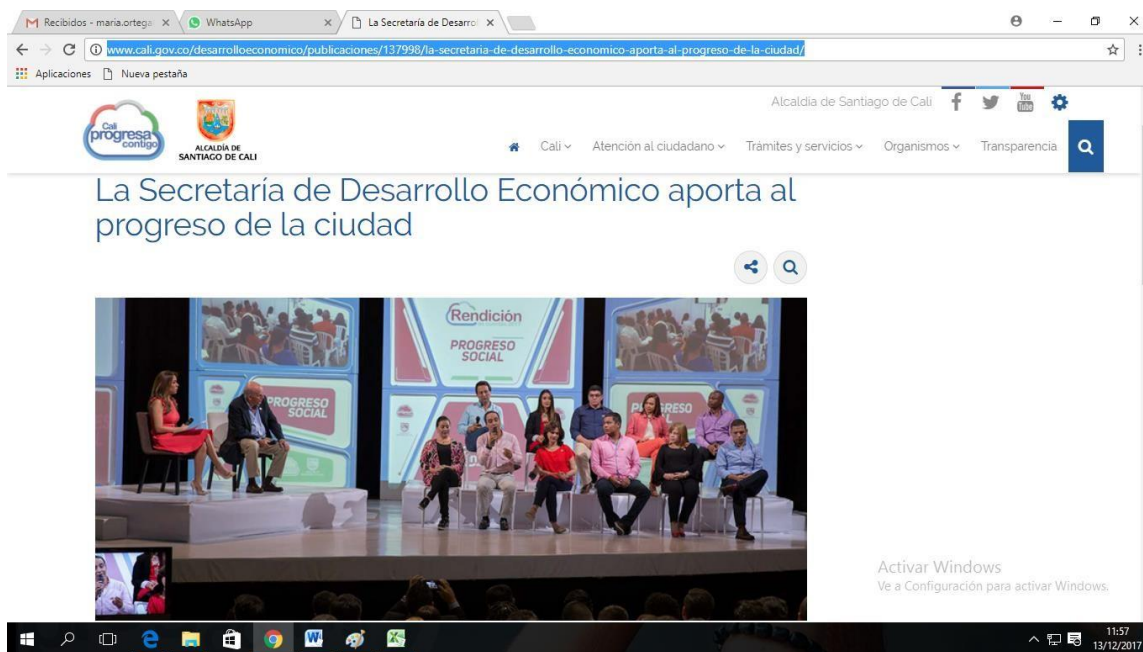 Recibidos - maria.ortega
WhatsApp
La Secretaría de Desarrol
www.cali.gov.co/desarrolloeconomico/publicaciones/137998/la-secretaria-de-desarrollo-economico-aporta-al-progreso-de-la-ciudad/
Aplicaciones Nueva pestaña
Alcaldía de Santiago de Cali
You
Tube
Cali
progresa
contigo
ALCALDÍA DE
SANTIAGO DE CALI
Cali Atención al ciudadano Trámites y servicios Organismos Transparencia
La Secretaría de Desarrollo Económico aporta al
progreso de la ciudad
Rendición
PROGRESO
SOCIAL
PROGRESO
SOCIAL
Activar Windows
Ve a Configuración para activar Windows.
11:57
13/12/2017